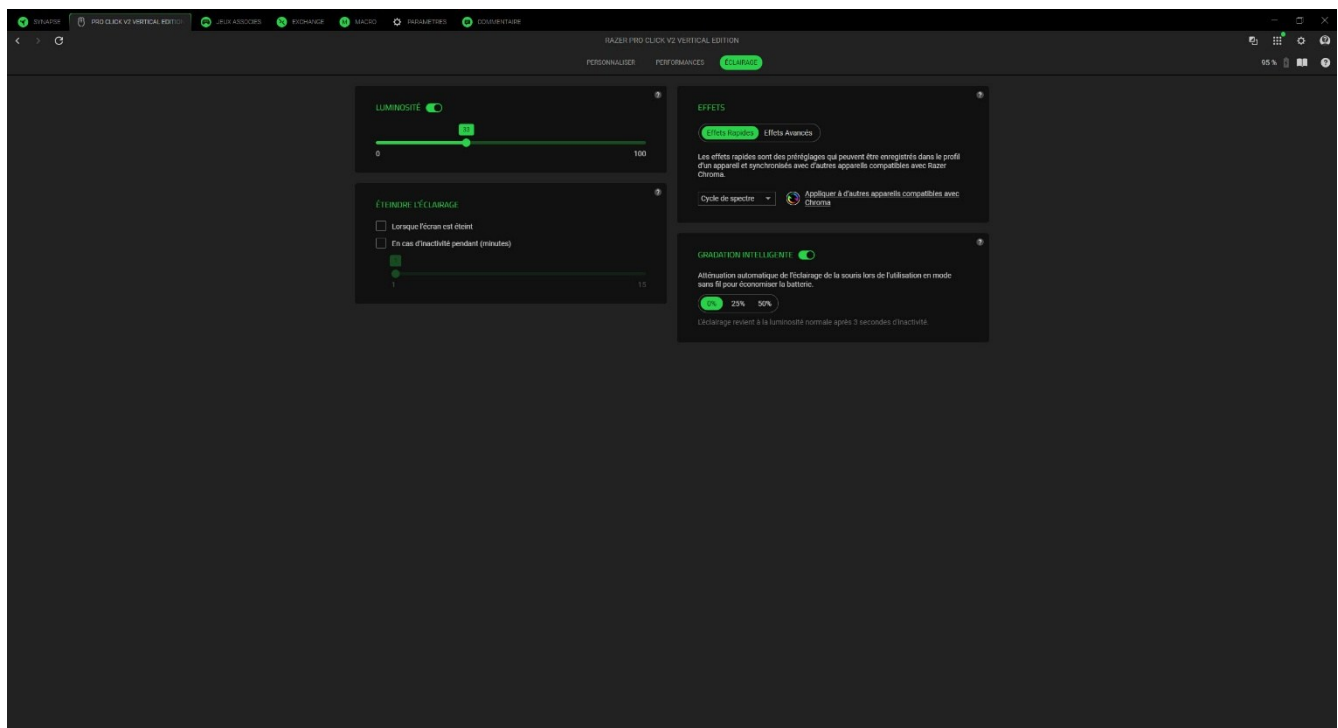 SYNAPSE PRO CLICK V2 VERTICAL EDITION JEUX ASSOCIÉS EXCHANGE MACRO PARAMÈTRES COMMENTAIRE
RAZER PRO CLICK V2 VERTICAL EDITION
PERSONNALISER PERFORMANCES ÉCLAIRAGE
95 %
LUMINOSITÉ
33
0 100
ÉTEINDRE L'ÉCLAIRAGE
Lorsque l'écran est éteint
En cas d'inactivité pendant (minutes)
1 15
EFFETS
Effets Rapides Effets Avancés
Les effets rapides sont des préréglages qui peuvent être enregistrés dans le profil
d'un appareil et synchronisés avec d'autres appareils compatibles avec Razer
Chroma.
Cycle de spectre
Appliquer à d'autres appareils compatibles avec
Chroma
GRADATION INTELLIGENTE
Atténuation automatique de l'éclairage de la souris lors de l'utilisation en mode
sans fil pour économiser la batterie.
0% 25% 50%
L'éclairage revient à la luminosité normale après 3 secondes d'inactivité.